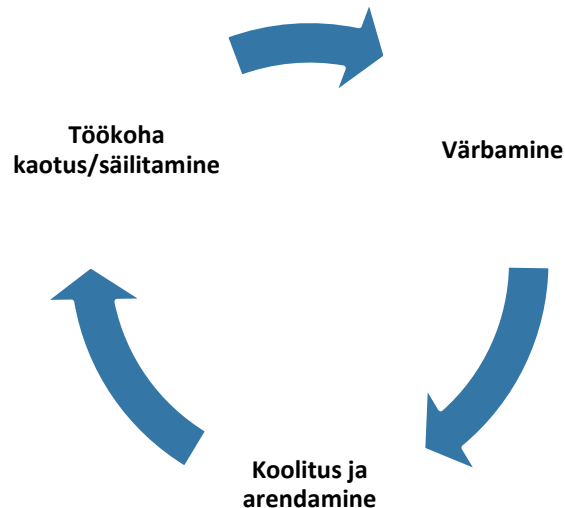 Töökoha
kaotus/säilitamine
Värbamine
Koolitus ja
arendamine